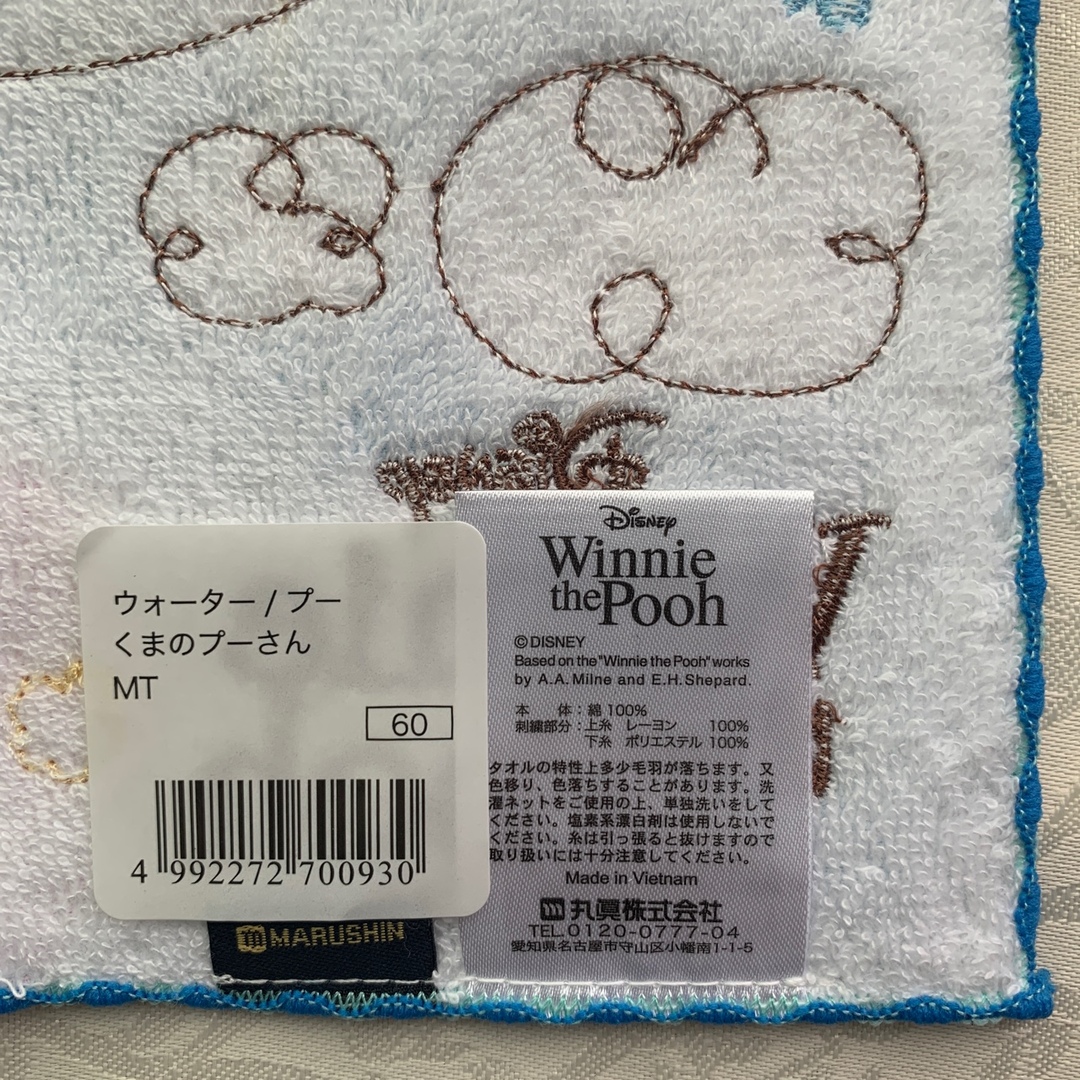 ウォーター / プー
くまのプーさん
MT
60
4 992272 700930
MARUSHIN
Disney
Winnie
the Pooh
© DISNEY
Based on the "Winnie the Pooh" works
by A.A. Milne and E.H. Shepard.
本 体：綿 100%
刺繍部分：上糸 レーヨン 100%
下糸 ポリエステル 100%
タオルの特性上多少毛羽が落ちます。又
色移り、色落ちすることがあります。洗
濯ネットをご使用の上、単独洗いをして
ください。塩素系漂白剤は使用しないで
ください。糸は引っ張ると抜けますので
取り扱いには十分注意してください。
Made in Vietnam
丸眞株式会社
TEL.0120-0777-04
愛知県名古屋市守山区小幡南1-1-5